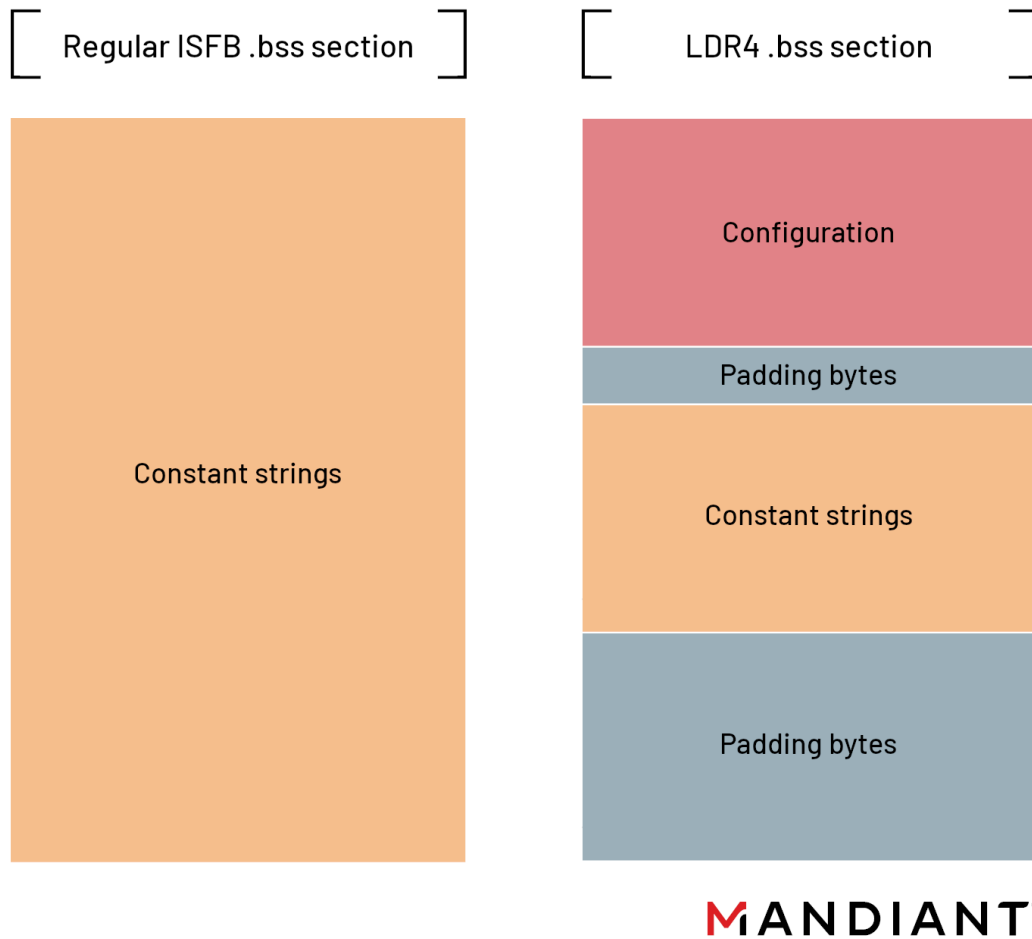 Regular ISFB .bss section
LDR4 .bss section
Constant strings
Configuration
Padding bytes
Constant strings
Padding bytes
MANDIANT